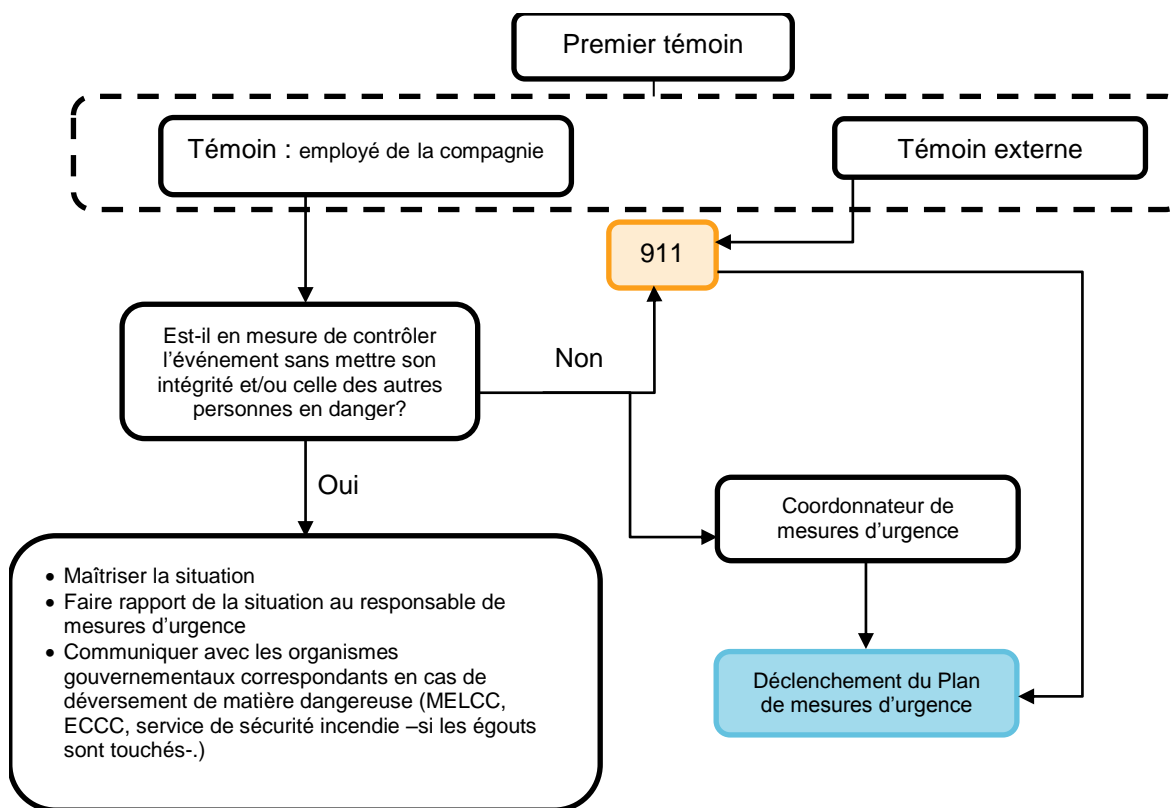 Premier témoin
Témoin : employé de la compagnie
Témoin externe
911
Est-il en mesure de contrôler
l’événement sans mettre son
intégrité et/ou celle des autres
personnes en danger?
Non
Oui
Coordonnateur de
mesures d’urgence
• Maîtriser la situation
• Faire rapport de la situation au responsable de
mesures d’urgence
• Communiquer avec les organismes
gouvernementaux correspondants en cas de
déversement de matière dangereuse (MELCC,
ECCC, service de sécurité incendie –si les égouts
sont touchés-.)
Déclenchement du Plan
de mesures d’urgence